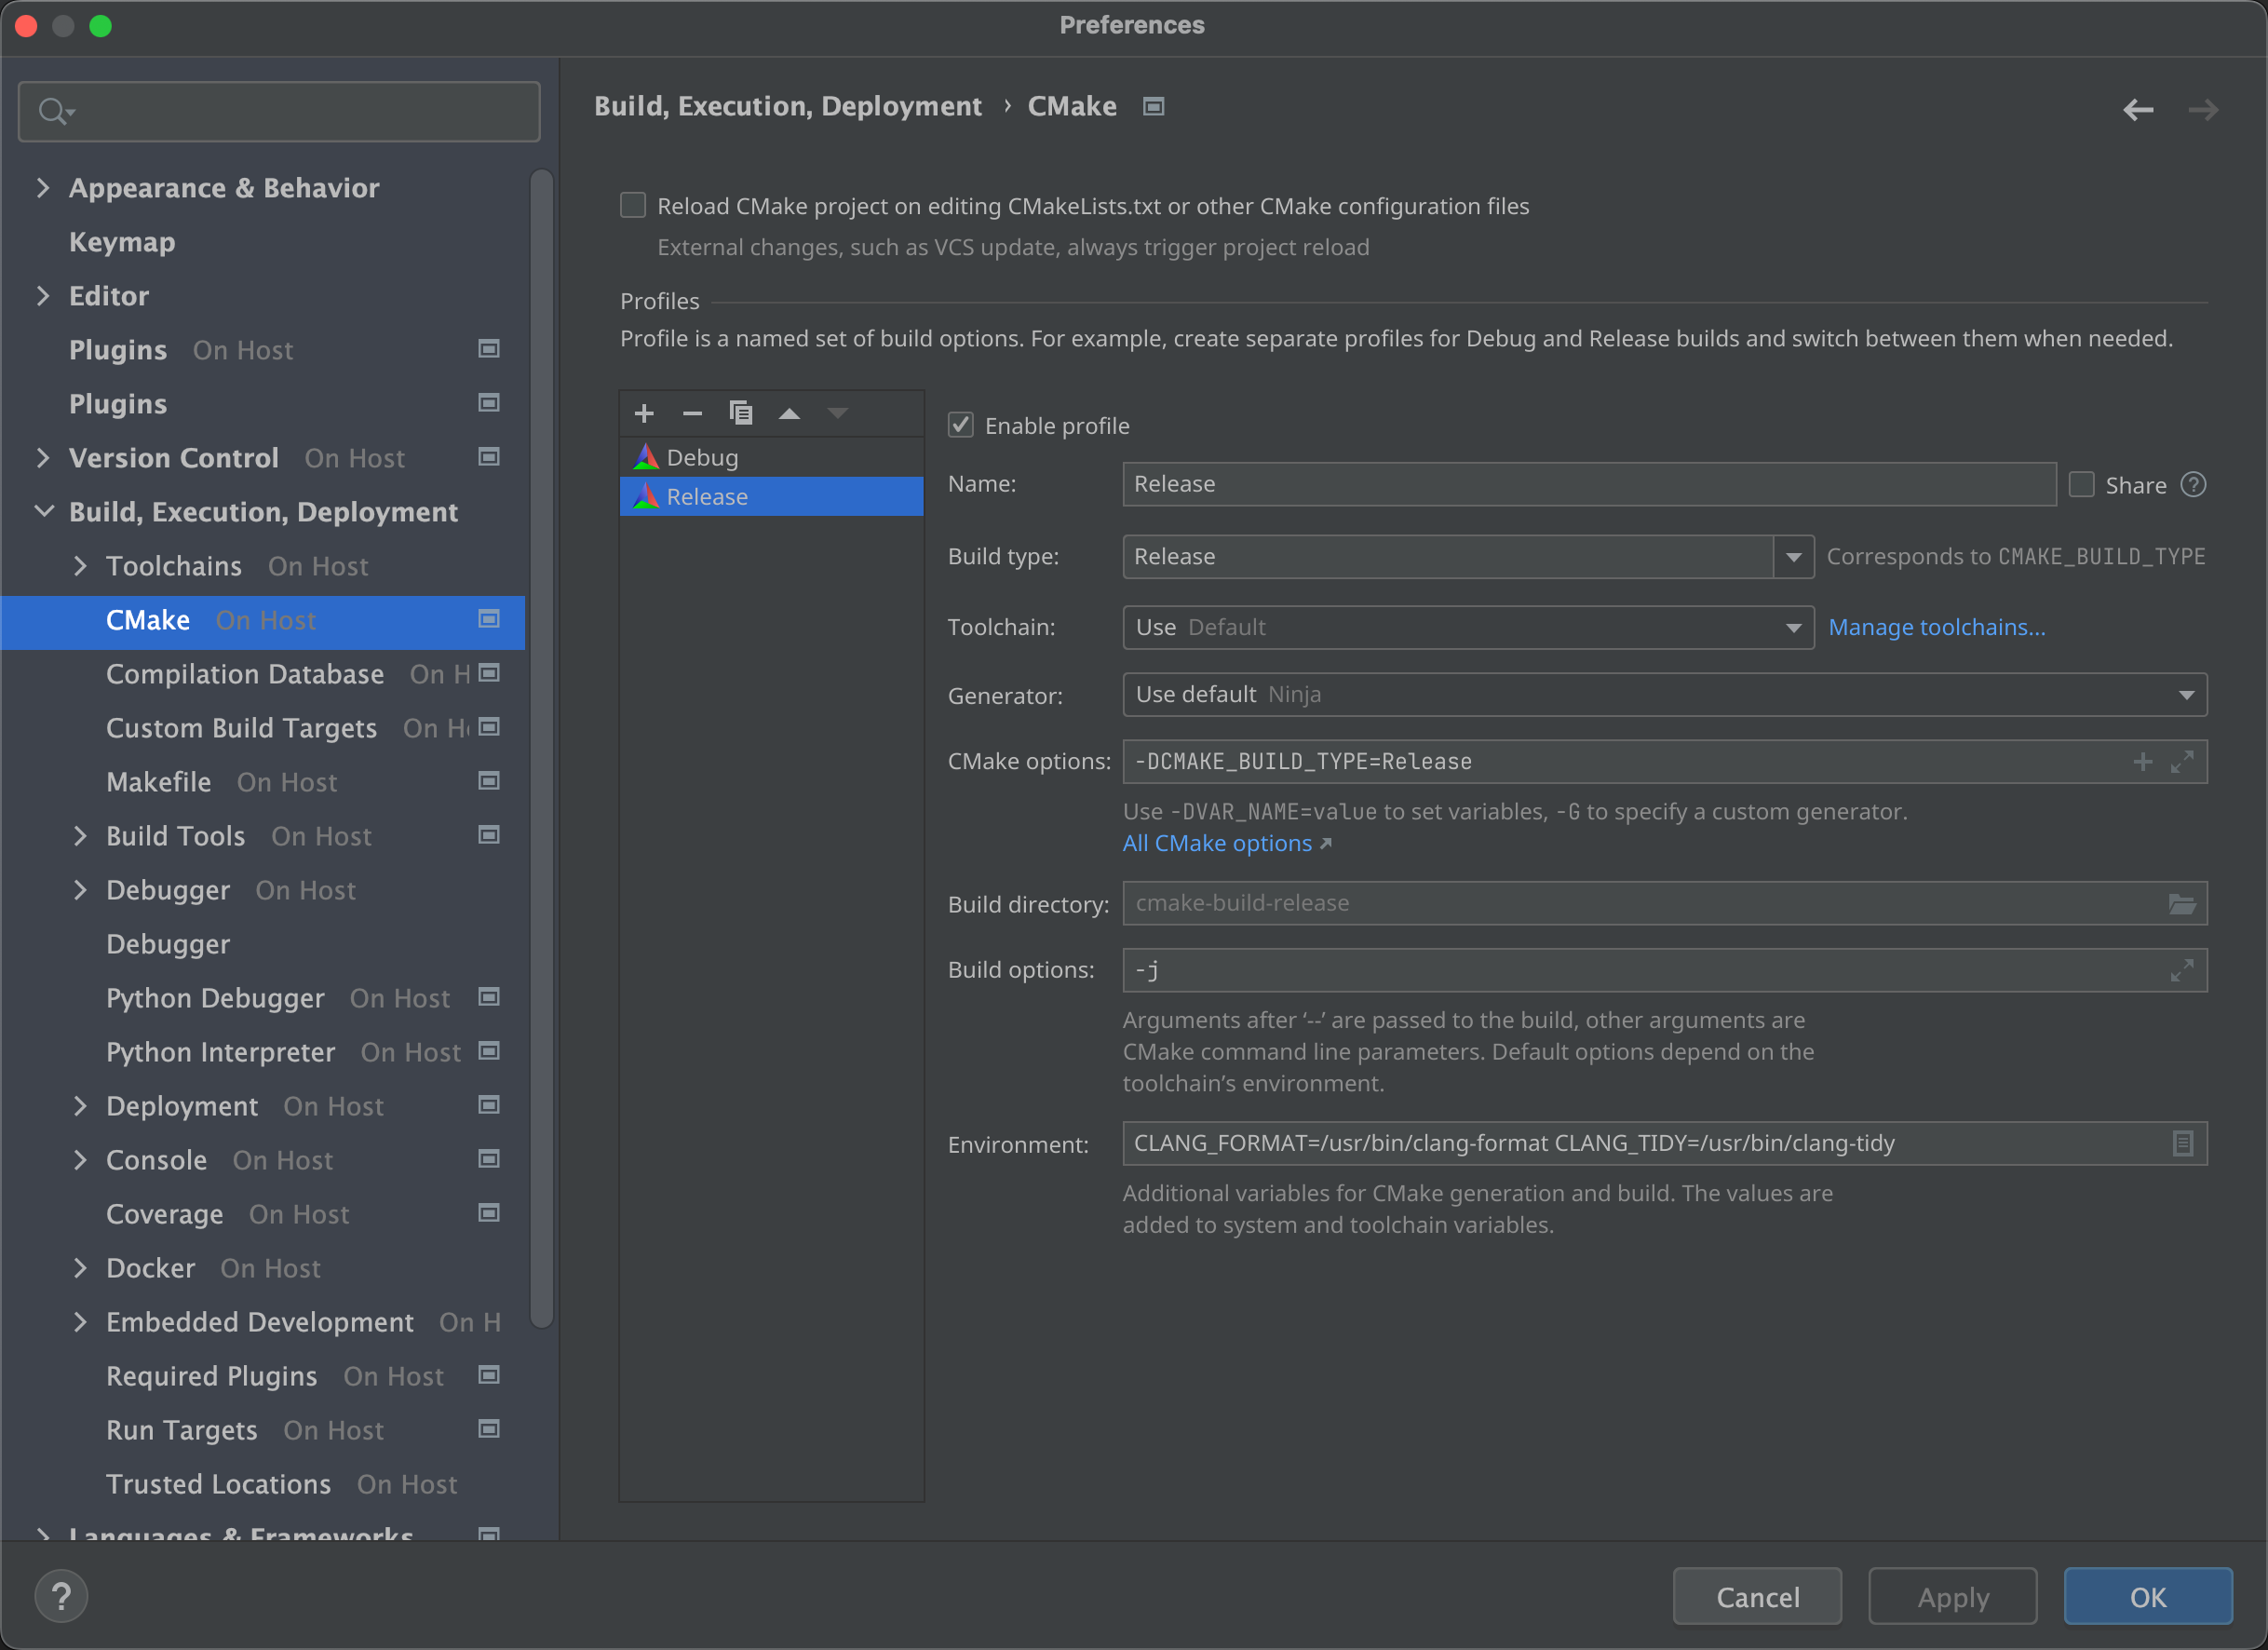 Preferences
Appearance & Behavior
Keymap
Editor
Plugins On Host
Plugins
Version Control On Host
Build, Execution, Deployment
Toolchains On Host
CMake On Host
Compilation Database On H
Custom Build Targets On Ho
Makefile On Host
Build Tools On Host
Debugger On Host
Debugger
Python Debugger On Host
Python Interpreter On Host
Deployment On Host
Console On Host
Coverage On Host
Docker On Host
Embedded Development On H
Required Plugins On Host
Run Targets On Host
Trusted Locations On Host
Languages & Frameworks
Build, Execution, Deployment › CMake
Reload CMake project on editing CMakeLists.txt or other CMake configuration files
External changes, such as VCS update, always trigger project reload
Profiles
Profile is a named set of build options. For example, create separate profiles for Debug and Release builds and switch between them when needed.
Debug
Release
Enable profile
Name: Release Share ?
Build type: Release Corresponds to CMAKE_BUILD_TYPE
Toolchain: Use Default Manage toolchains...
Generator: Use default Ninja
CMake options: -DCMAKE_BUILD_TYPE=Release
Use -DVAR_NAME=value to set variables, -G to specify a custom generator.
All CMake options ↗
Build directory: cmake-build-release
Build options: -j
Arguments after ‘--’ are passed to the build, other arguments are
CMake command line parameters. Default options depend on the
toolchain’s environment.
Environment: CLANG_FORMAT=/usr/bin/clang-format CLANG_TIDY=/usr/bin/clang-tidy
Additional variables for CMake generation and build. The values are
added to system and toolchain variables.
? Cancel Apply OK